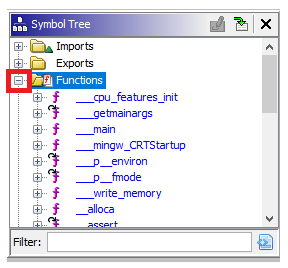 Symbol Tree
Imports
Exports
Functions
___cpu_features_init
___getmainargs
___main
___mingw_CRTStartup
___p__environ
___p__fmode
___write_memory
__alloca
__assert
Filter: